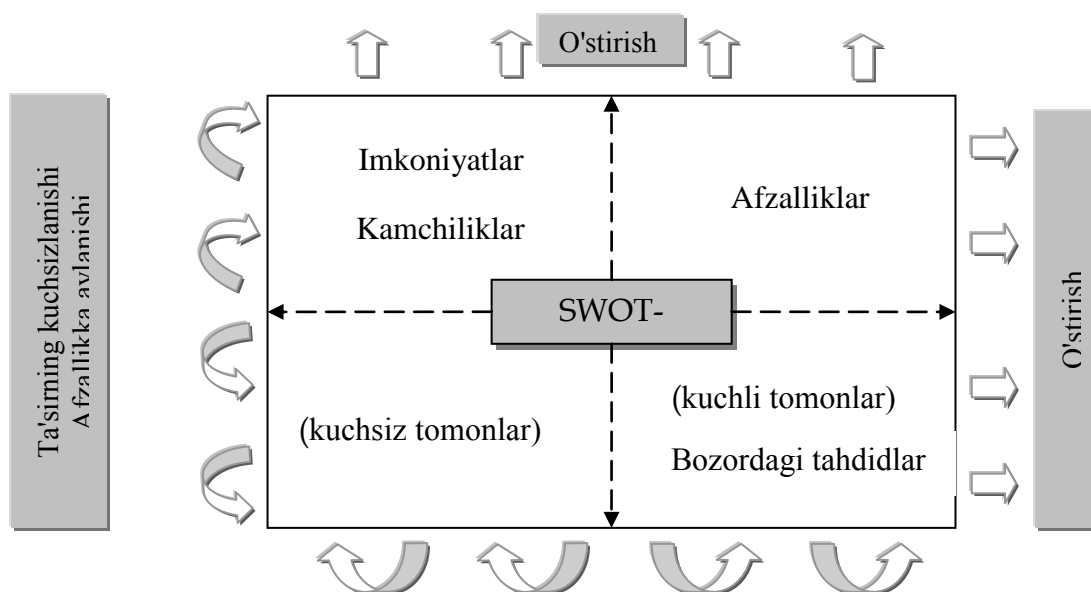 O'stirish
Ta'sirning kuchsizlanishi
Afzallikka aylanishi
Imkoniyatlar
Kamchiliklar
Afzalliklar
SWOT-
(kuchsiz tomonlar)
(kuchli tomonlar)
Bozordagi tahdidlar
O'stirish